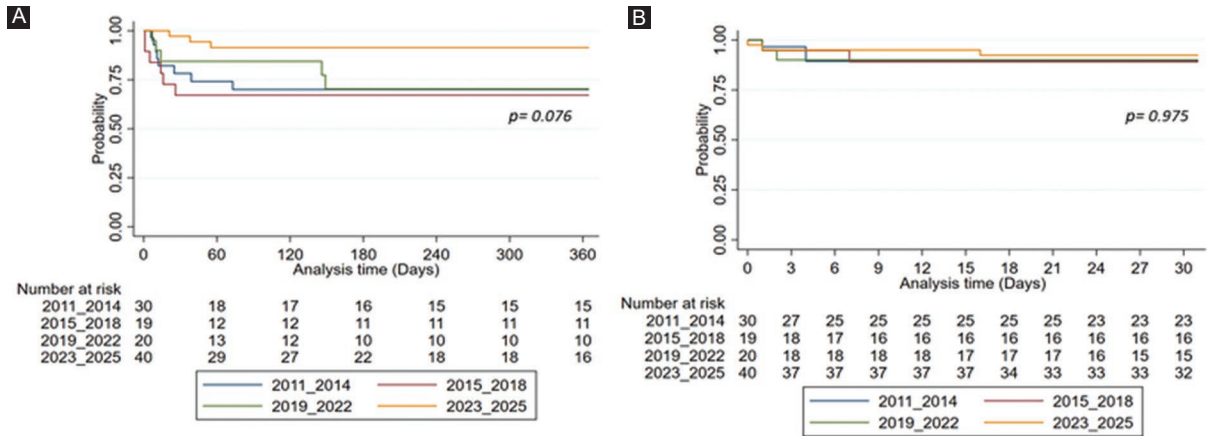 A
Probability
1.00
0.75
0.50
0.25
0.00
p= 0.076
0 60 120 180 240 300 360
Analysis time (Days)
Number at risk
2011_2014 30 18 17 16 15 15 15
2015_2018 19 12 12 11 11 11 11
2019_2022 20 13 12 10 10 10 10
2023_2025 40 29 27 22 18 18 16
2011_2014 2015_2018
2019_2022 2023_2025
B
Probability
1.00
0.75
0.50
0.25
0.00
p= 0.975
0 3 6 9 12 15 18 21 24 27 30
Analysis time (Days)
Number at risk
2011_2014 30 27 25 25 25 25 25 25 23 23 23
2015_2018 19 18 17 16 16 16 16 16 16 16 16
2019_2022 20 18 18 18 18 17 17 17 16 15 15
2023_2025 40 37 37 37 37 37 34 33 33 33 32
2011_2014 2015_2018
2019_2022 2023_2025